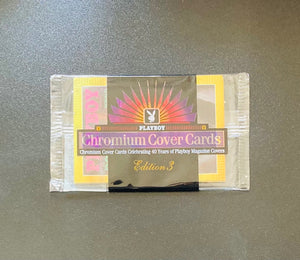 PLAYBOY
Chromium Cover Cards
Chromium Cover Cards Celebrating 40 Years of Playboy Magazine Covers
Edition 3